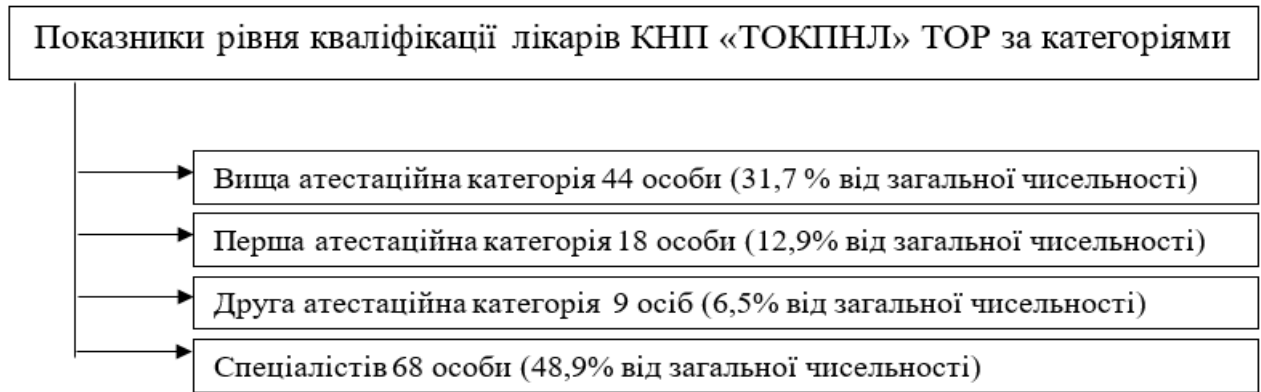 Показники рівня кваліфікації лікарів КНП «ТОКПНЛ» ТОР за категоріями
Вища атестаційна категорія 44 особи (31,7 % від загальної чисельності)
Перша атестаційна категорія 18 особи (12,9% від загальної чисельності)
Друга атестаційна категорія 9 осіб (6,5% від загальної чисельності)
Спеціалістів 68 особи (48,9% від загальної чисельності)